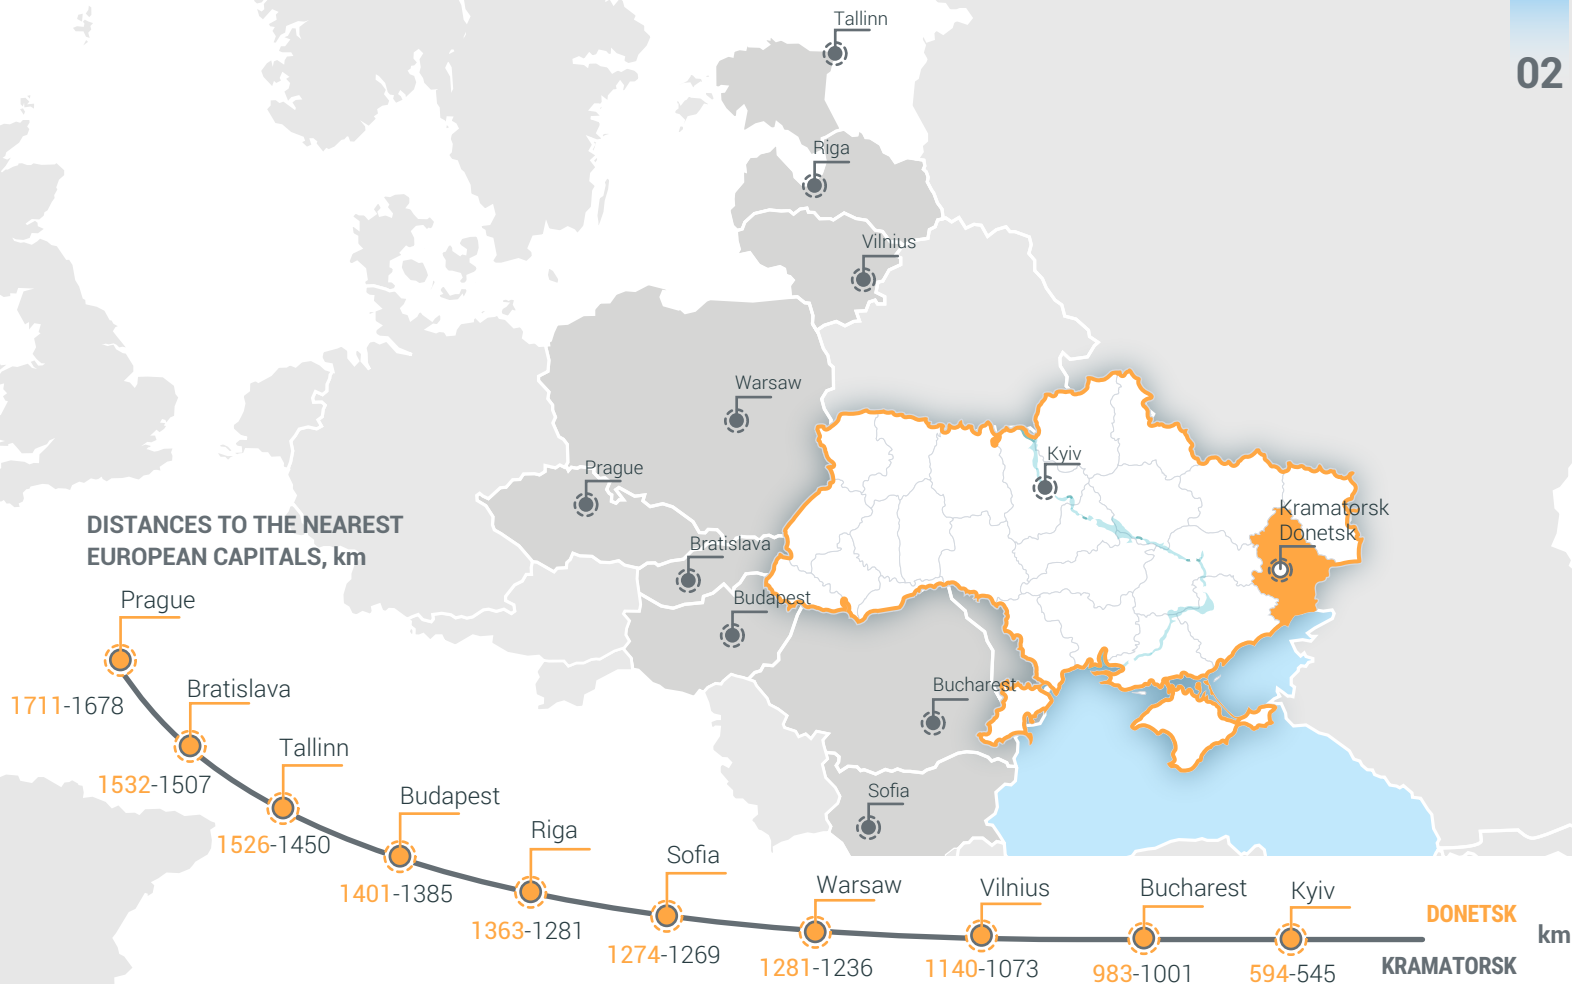 Tallinn
02
Riga
Vilnius
Warsaw
Prague
Kyiv
Kramatorsk
Donetsk
Bratislava
Budapest
Bucharest
Sofia
DISTANCES TO THE NEAREST
EUROPEAN CAPITALS, km
Prague
1711-1678
Bratislava
1532-1507
Tallinn
1526-1450
Budapest
1401-1385
Riga
1363-1281
Sofia
1274-1269
Warsaw
1281-1236
Vilnius
1140-1073
Bucharest
983-1001
Kyiv
594-545
DONETSK
km
KRAMATORSK